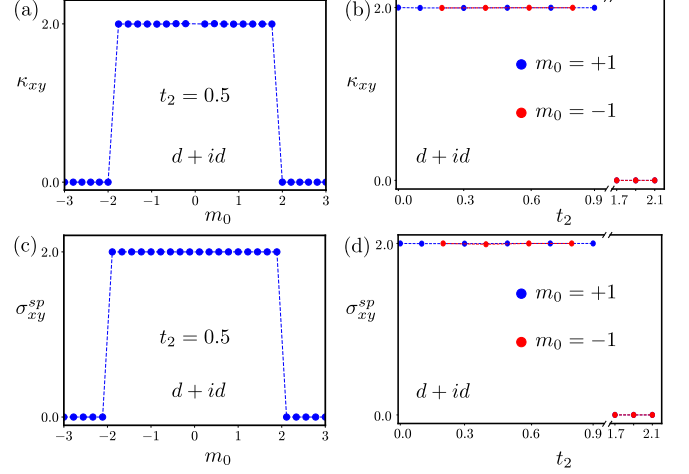 (a)
2.0
κxy
t2 = 0.5
d + id
0.0
−3 −2 −1 0 1 2 3
m0
(b)
2.0
κxy
m0 = +1
m0 = −1
d + id
0.0
0.0 0.3 0.6 0.9 1.7 2.1
t2
(c)
2.0
σ^sp_xy
t2 = 0.5
d + id
0.0
−3 −2 −1 0 1 2 3
m0
(d)
2.0
σ^sp_xy
m0 = +1
m0 = −1
d + id
0.0
0.0 0.3 0.6 0.9 1.7 2.1
t2